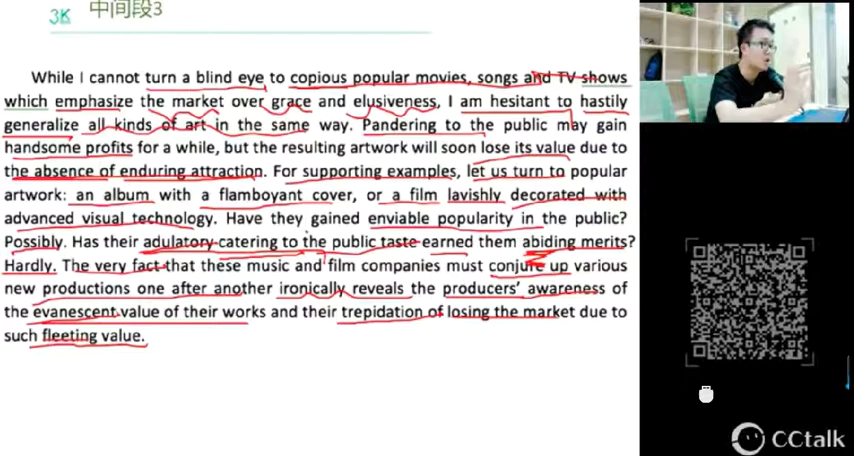 3K 中间段3
While I cannot turn a blind eye to copious popular movies, songs and TV shows
which emphasize the market over grace and elusiveness, I am hesitant to hastily
generalize all kinds of art in the same way. Pandering to the public may gain
handsome profits for a while, but the resulting artwork will soon lose its value due to
the absence of enduring attraction. For supporting examples, let us turn to popular
artwork: an album with a flamboyant cover, or a film lavishly decorated with
advanced visual technology. Have they gained enviable popularity in the public?
Possibly. Has their adulatory catering to the public taste earned them abiding merits?
Hardly. The very fact that these music and film companies must conjure up various
new productions one after another ironically reveals the producers' awareness of
the evanescent value of their works and their trepidation of losing the market due to
such fleeting value.
CCtalk